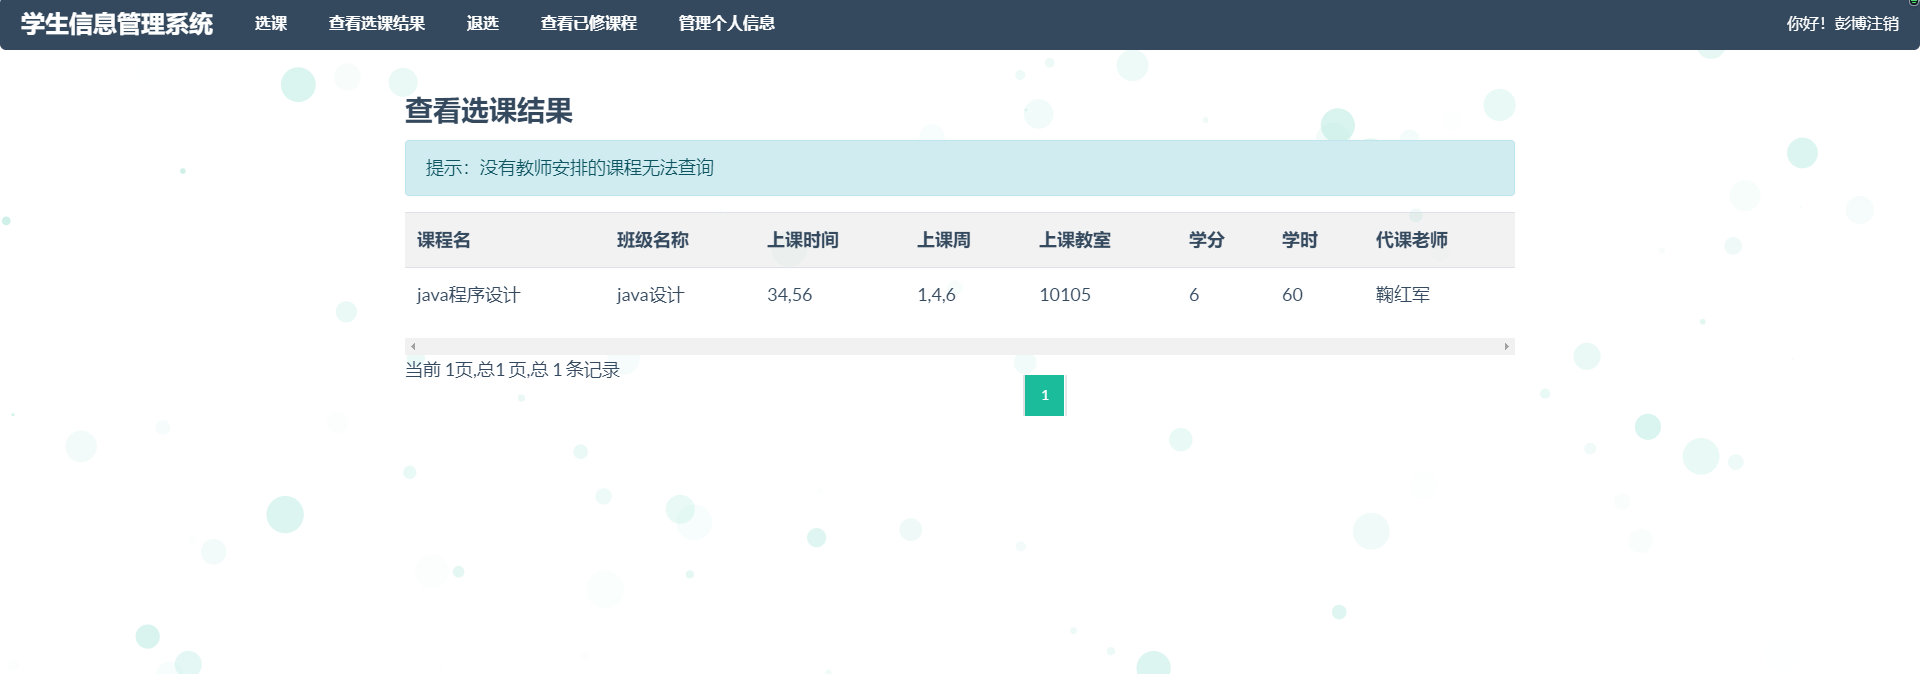 学生信息管理系统 选课 查看选课结果 退选 查看已修课程 管理个人信息 你好！彭博注销
查看选课结果
提示：没有教师安排的课程无法查询
课程名 班级名称 上课时间 上课周 上课教室 学分 学时 代课老师
java程序设计 java设计 34,56 1,4,6 10105 6 60 鞠红军
当前 1页,总1 页,总 1 条记录
1